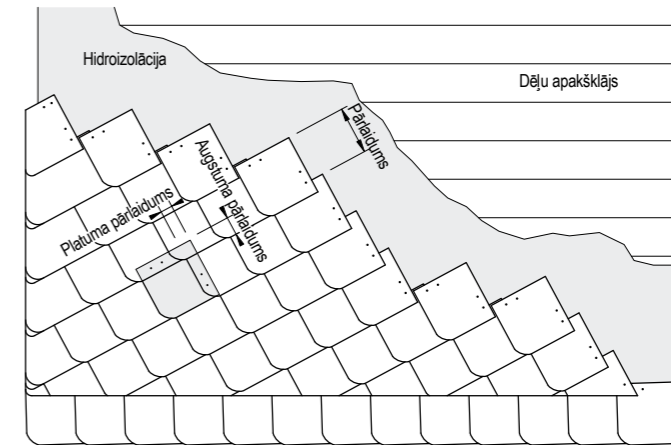 Hidroizolācija
Dēļu apakšklājs
Pārlaidums
Augstuma pārlaidums
Platuma pārlaidums